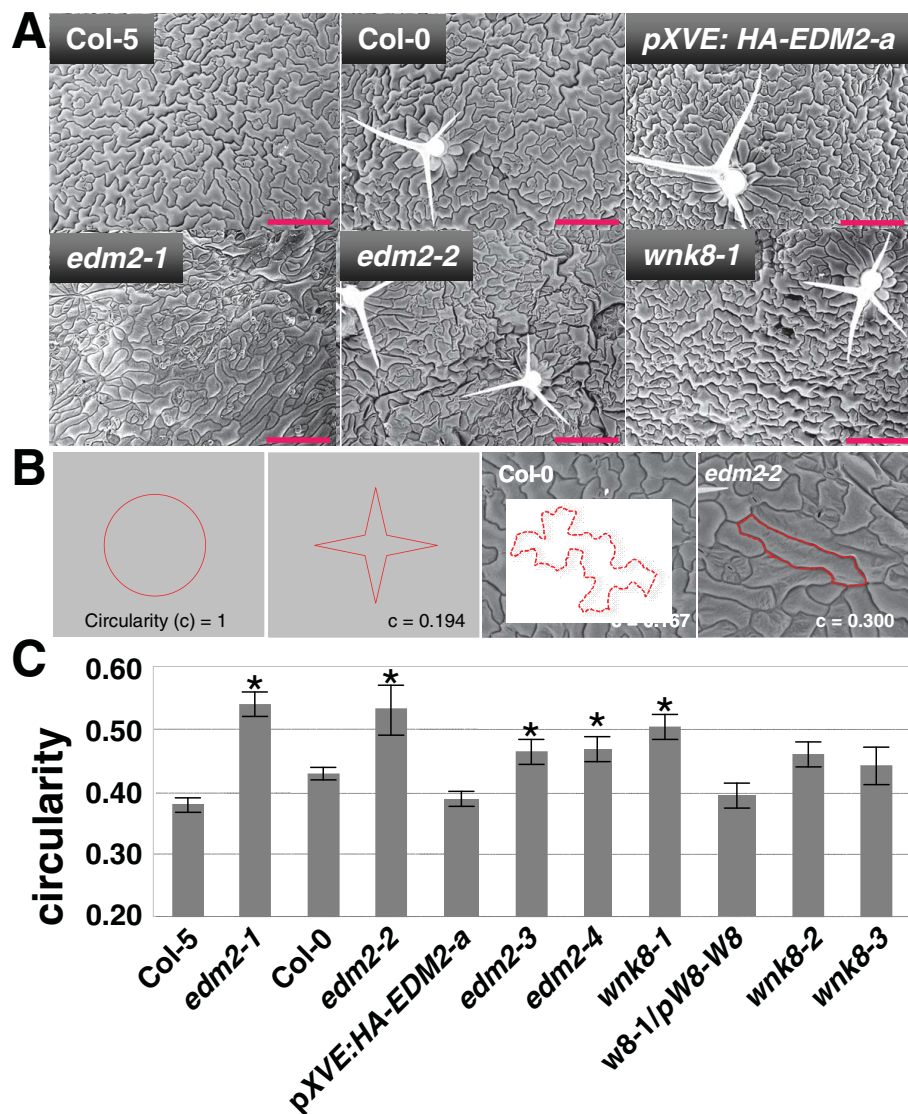 A
Col-5
Col-0
pXVE: HA-EDM2-a
edm2-1
edm2-2
wnk8-1
B
Circularity (c) = 1
c = 0.194
Col-0
edm2-2
c = 0.300
C
circularity
0.60
0.50
0.40
0.30
0.20
*
*
*
*
*
Col-5
edm2-1
Col-0
edm2-2
pXVE:HA-EDM2-a
edm2-3
edm2-4
wnk8-1
w8-1/pW8-W8
wnk8-2
wnk8-3